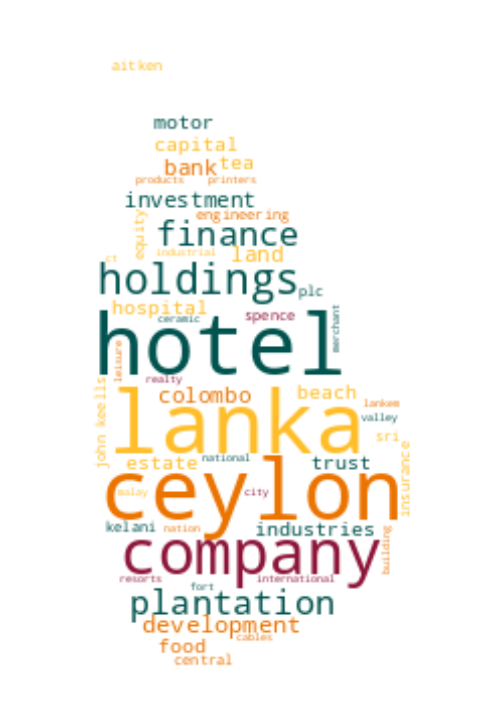 aitken
motor
capital
bank tea
products printers
investment
engineering
equity
finance
industrial land
ct
holdings plc
hospital
ceramic spence
merchant
hotel
leisure
realty
colombo beach
lankem
john keells
lanka
valley
sri
estate national trust
insurance
ceylon
malay city
kelani nation industries
building
company
resorts international
fort
plantation
development
cables
food
central